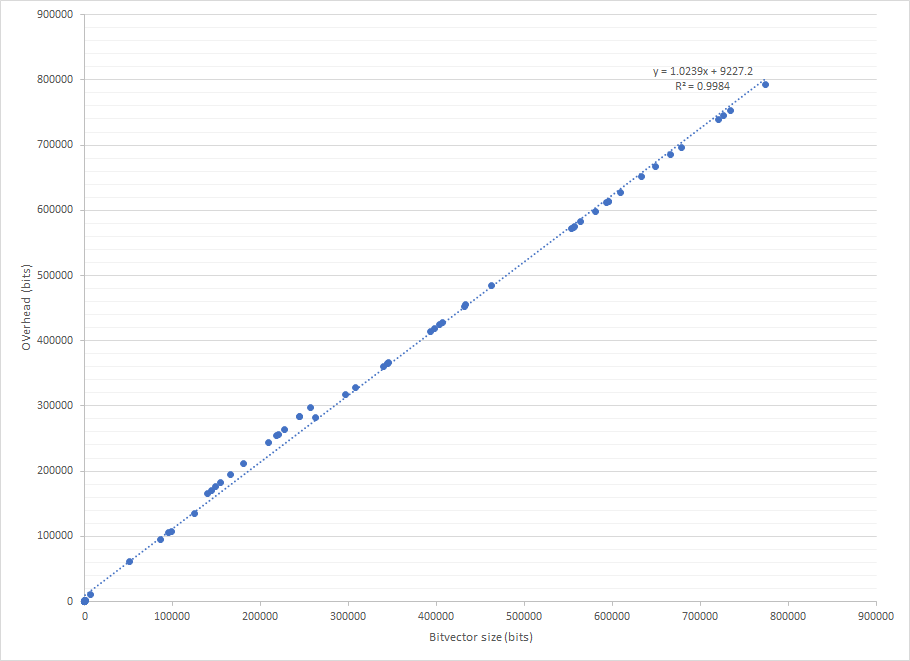 900000
800000
700000
600000
500000
400000
300000
200000
100000
0
OVerhead (bits)
y = 1.0239x + 9227.2
R² = 0.9984
0 100000 200000 300000 400000 500000 600000 700000 800000 900000
Bitvector size (bits)